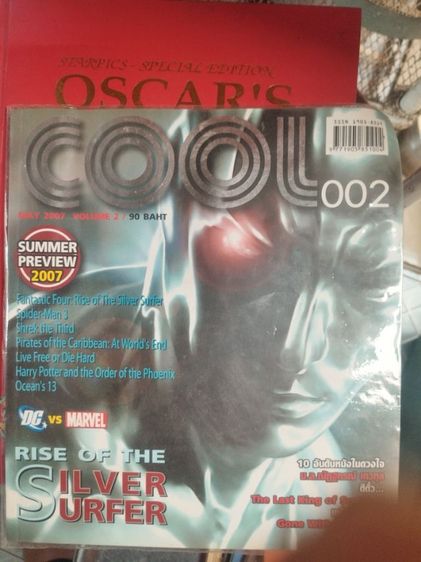 STARPICS - SPECIAL EDITION
OSCAR'S
COOL 002
MAY 2007 VOLUME 2 / 90 BAHT
SUMMER
PREVIEW
2007
Fantastic Four: Rise of The Silver Surfer
Spider-Man 3
Shrek the Third
Pirates of the Caribbean: At World's End
Live Free or Die Hard
Harry Potter and the Order of the Phoenix
Ocean's 13
DC vs MARVEL
RISE OF THE
SILVER
SURFER
10 อันดับหนังในดวงใจ
The Last King of
Gone With